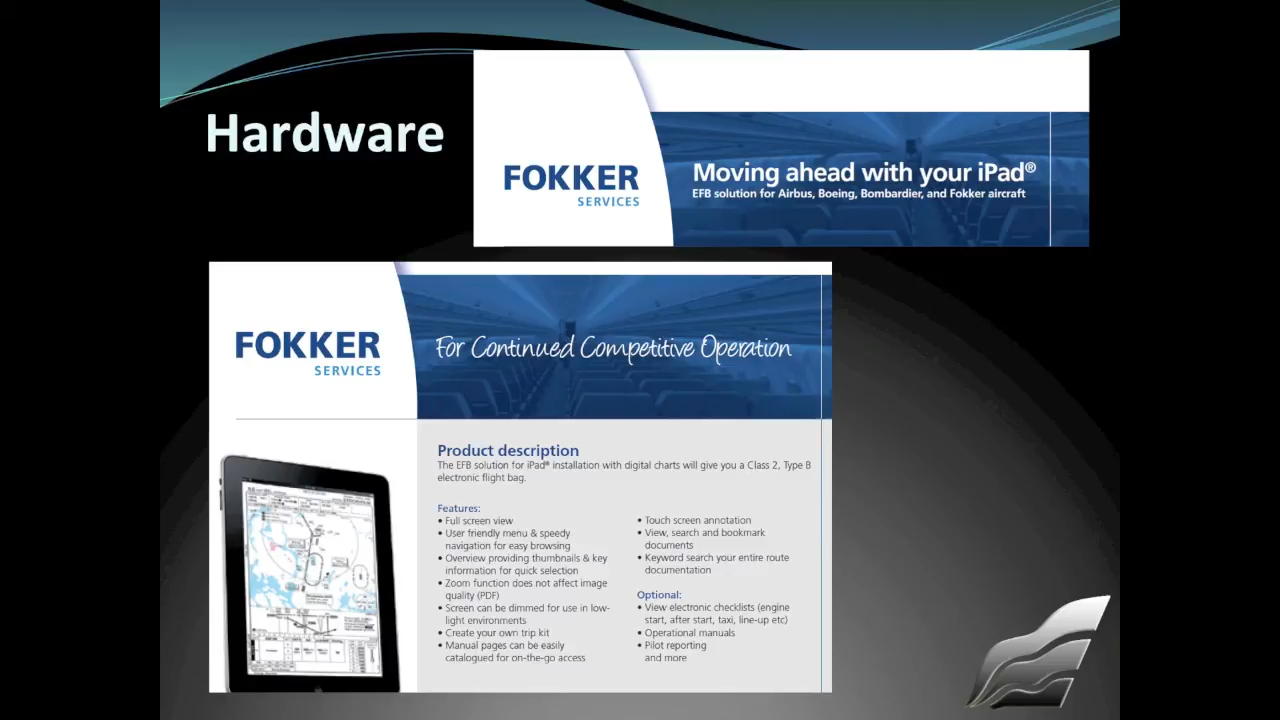 Hardware
FOKKER
SERVICES
Moving ahead with your iPad®
EFB solution for Airbus, Boeing, Bombardier, and Fokker aircraft
FOKKER
SERVICES
For Continued Competitive Operation
Product description
The EFB solution for iPad® installation with digital charts will give you a Class 2, Type B
electronic flight bag.
Features:
• Full screen view
• User friendly menu & speedy
navigation for easy browsing
• Overview providing thumbnails & key
information for quick selection
• Zoom function does not affect image
quality (PDF)
• Screen can be dimmed for use in low-
light environments
• Create your own trip kit
• Manual pages can be easily
catalogued for on-the-go access
• Touch screen annotation
• View, search and bookmark
documents
• Keyword search your entire route
documentation
Optional:
• View electronic checklists (engine
start, after start, taxi, line-up etc)
• Operational manuals
• Pilot reporting
and more